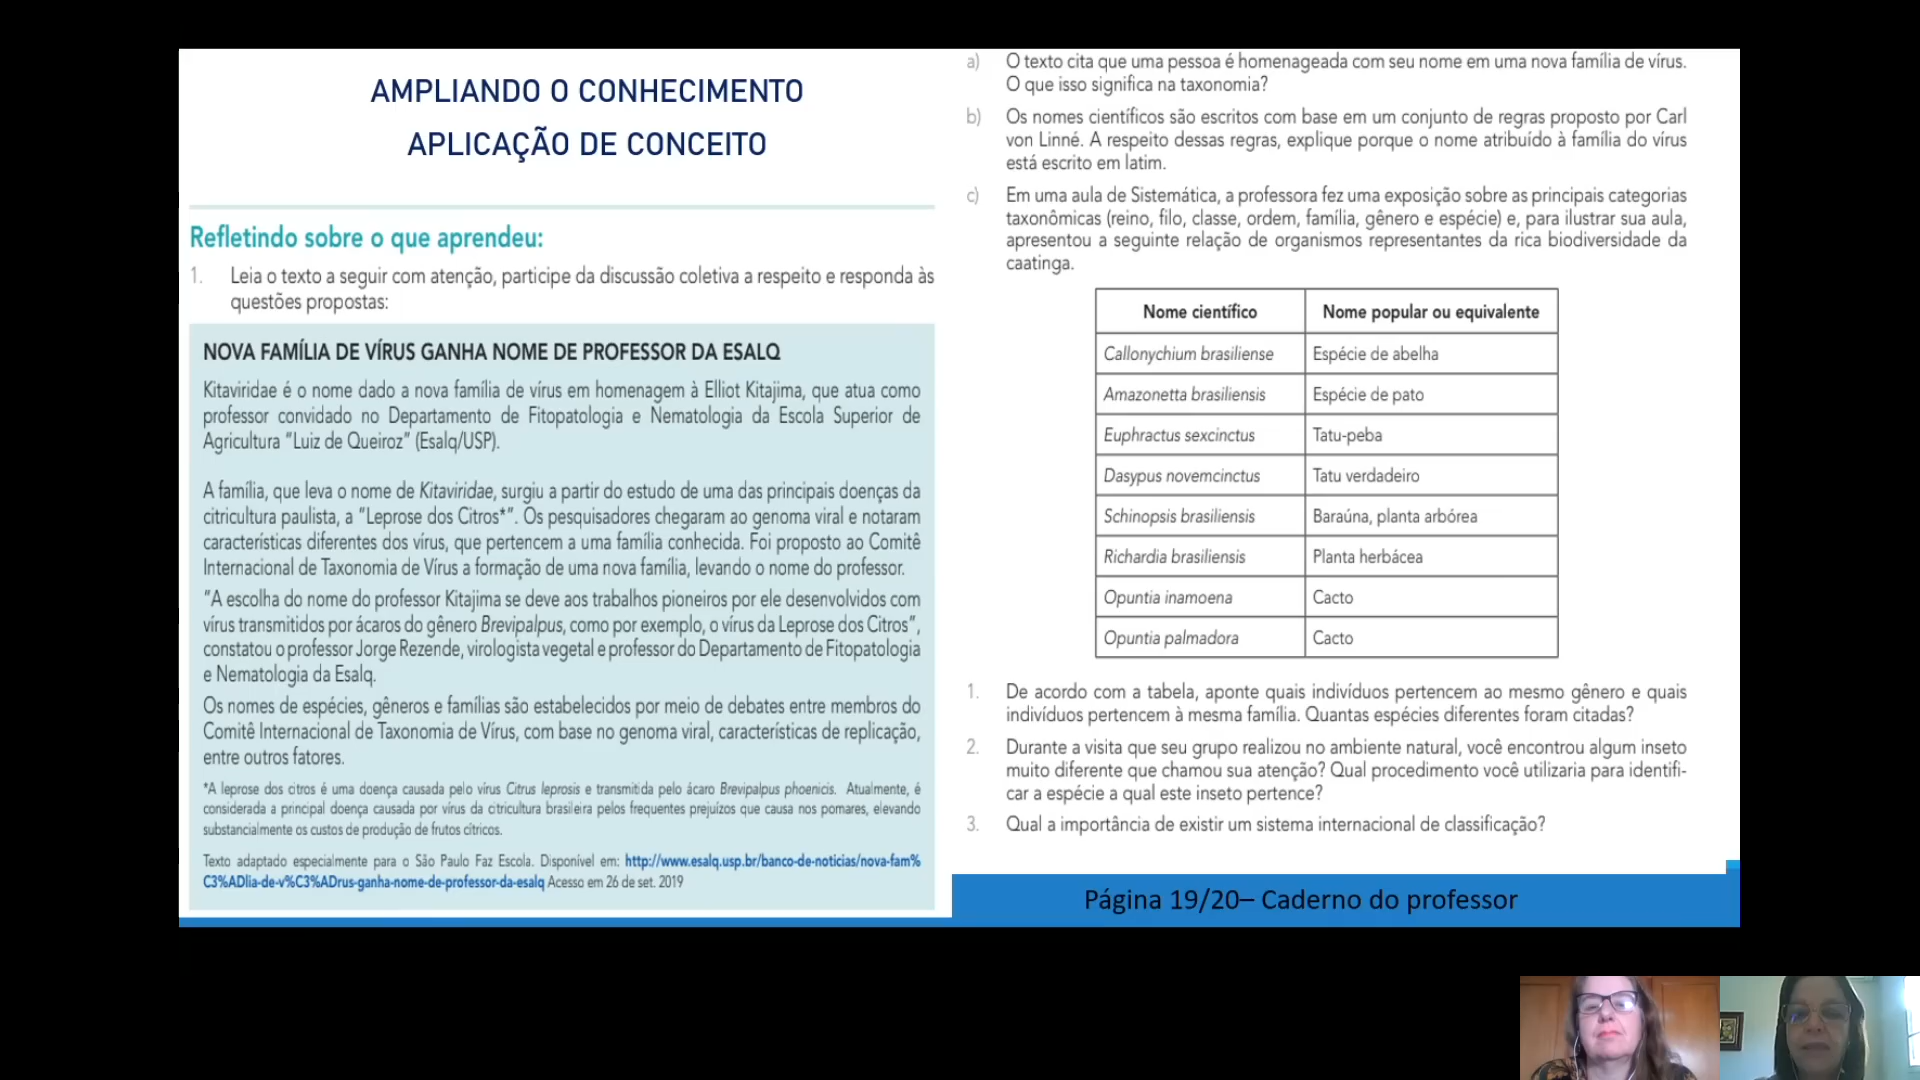 AMPLIANDO O CONHECIMENTO
APLICAÇÃO DE CONCEITO
Refletindo sobre o que aprendeu:
1. Leia o texto a seguir com atenção, participe da discussão coletiva a respeito e responda às
questões propostas:
NOVA FAMÍLIA DE VÍRUS GANHA NOME DE PROFESSOR DA ESALQ
Kitaviridae é o nome dado a nova família de vírus em homenagem à Elliot Kitajima, que atua como
professor convidado no Departamento de Fitopatologia e Nematologia da Escola Superior de
Agricultura “Luiz de Queiroz” (Esalq/USP).
A família, que leva o nome de Kitaviridae, surgiu a partir do estudo de uma das principais doenças da
citricultura paulista, a “Leprose dos Citros*”. Os pesquisadores chegaram ao genoma viral e notaram
características diferentes dos vírus, que pertencem a uma família conhecida. Foi proposto ao Comitê
Internacional de Taxonomia de Vírus a formação de uma nova família, levando o nome do professor.
“A escolha do nome do professor Kitajima se deve aos trabalhos pioneiros por ele desenvolvidos com
vírus transmitidos por ácaros do gênero Brevipalpus, como por exemplo, o vírus da Leprose dos Citros”,
constatou o professor Jorge Rezende, virologista vegetal e professor do Departamento de Fitopatologia
e Nematologia da Esalq.
Os nomes de espécies, gêneros e famílias são estabelecidos por meio de debates entre membros do
Comitê Internacional de Taxonomia de Vírus, com base no genoma viral, características de replicação,
entre outros fatores.
*A leprose dos citros é uma doença causada pelo vírus Citrus leprosis e transmitida pelo ácaro Brevipalpus phoenicis. Atualmente, é
considerada a principal doença causada por vírus da citricultura brasileira pelos frequentes prejuízos que causa nos pomares, elevando
substancialmente os custos de produção de frutos cítricos.
Texto adaptado especialmente para o São Paulo Faz Escola. Disponível em: http://www.esalq.usp.br/banco-de-noticias/nova-fam%
C3%ADlia-de-v%C3%ADrus-ganha-nome-de-professor-da-esalq Acesso em 26 de set. 2019
a) O texto cita que uma pessoa é homenageada com seu nome em uma nova família de vírus.
O que isso significa na taxonomia?
b) Os nomes científicos são escritos com base em um conjunto de regras proposto por Carl
von Linné. A respeito dessas regras, explique porque o nome atribuído à família do vírus
está escrito em latim.
c) Em uma aula de Sistemática, a professora fez uma exposição sobre as principais categorias
taxonômicas (reino, filo, classe, ordem, família, gênero e espécie) e, para ilustrar sua aula,
apresentou a seguinte relação de organismos representantes da rica biodiversidade da
caatinga.
Nome científico Nome popular ou equivalente
Callonychium brasiliense Espécie de abelha
Amazonetta brasiliensis Espécie de pato
Euphractus sexcinctus Tatu-peba
Dasypus novemcinctus Tatu verdadeiro
Schinopsis brasiliensis Baraúna, planta arbórea
Richardia brasiliensis Planta herbácea
Opuntia inamoena Cacto
Opuntia palmadora Cacto
1. De acordo com a tabela, aponte quais indivíduos pertencem ao mesmo gênero e quais
indivíduos pertencem à mesma família. Quantas espécies diferentes foram citadas?
2. Durante a visita que seu grupo realizou no ambiente natural, você encontrou algum inseto
muito diferente que chamou sua atenção? Qual procedimento você utilizaria para identifi-
car a espécie a qual este inseto pertence?
3. Qual a importância de existir um sistema internacional de classificação?
Página 19/20– Caderno do professor